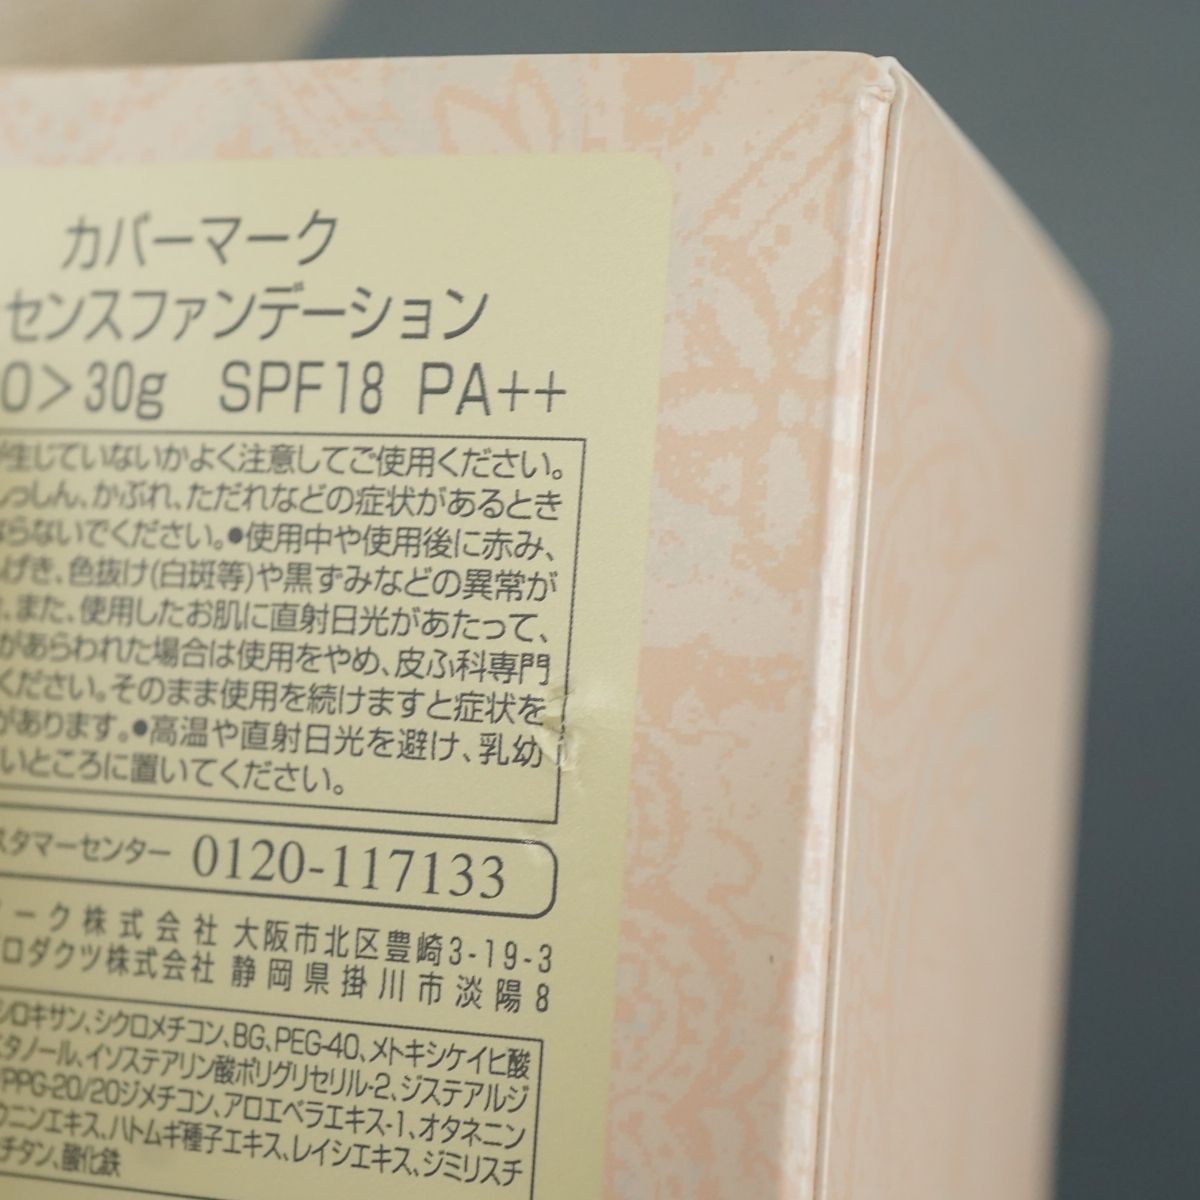 カバーマーク
センスファンデーション
0＞30g SPF18 PA++
が生じていないかよく注意してご使用ください。
しっしん、かぶれ、ただれなどの症状があるとき
らないでください。●使用中や使用後に赤み、
げき、色抜け(白斑等)や黒ずみなどの異常が
、また、使用したお肌に直射日光があたって、
があらわれた場合は使用をやめ、皮ふ科専門
ください。そのまま使用を続けますと症状を
があります。●高温や直射日光を避け、乳幼
いところに置いてください。
スタマーセンター 0120-117133
ーク株式会社 大阪市北区豊崎3-19-3
ロダクツ株式会社 静岡県掛川市淡陽8
シロキサン、シクロメチコン、BG、PEG-40、メトキシケイヒ酸
タノール、イソステアリン酸ポリグリセリル-2、ジステアルジ
PPG-20/20ジメチコン、アロエベラエキス-1、オタネニン
ウニンエキス、ハトムギ種子エキス、レイシエキス、ジミリスチ
チタン、酸化鉄